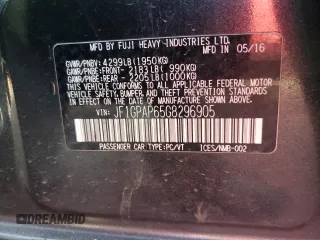 MFD BY FUJI HEAVY INDUSTRIES LTD. IN 05/16
GVWR/PNBV: 4299LB (1950KG)
GAWR/PNBE:FRONT- 2183LB ( 990KG)
GAWR/PNBE:REAR - 2205LB (1000KG)
THIS VEHICLE CONFORMS TO ALL APPLICABLE
FEDERAL MOTOR VEHICLE SAFETY, BUMPER, AND
THEFT PREVENTION STANDARDS IN EFFECT ON THE
DATE OF MANUFACTURE SHOWN ABOVE.
VIN: JF1GPAP65G8296905
PASSENGER CAR/TYPE:PC/VT ICES/NMB-002
DREAMBID